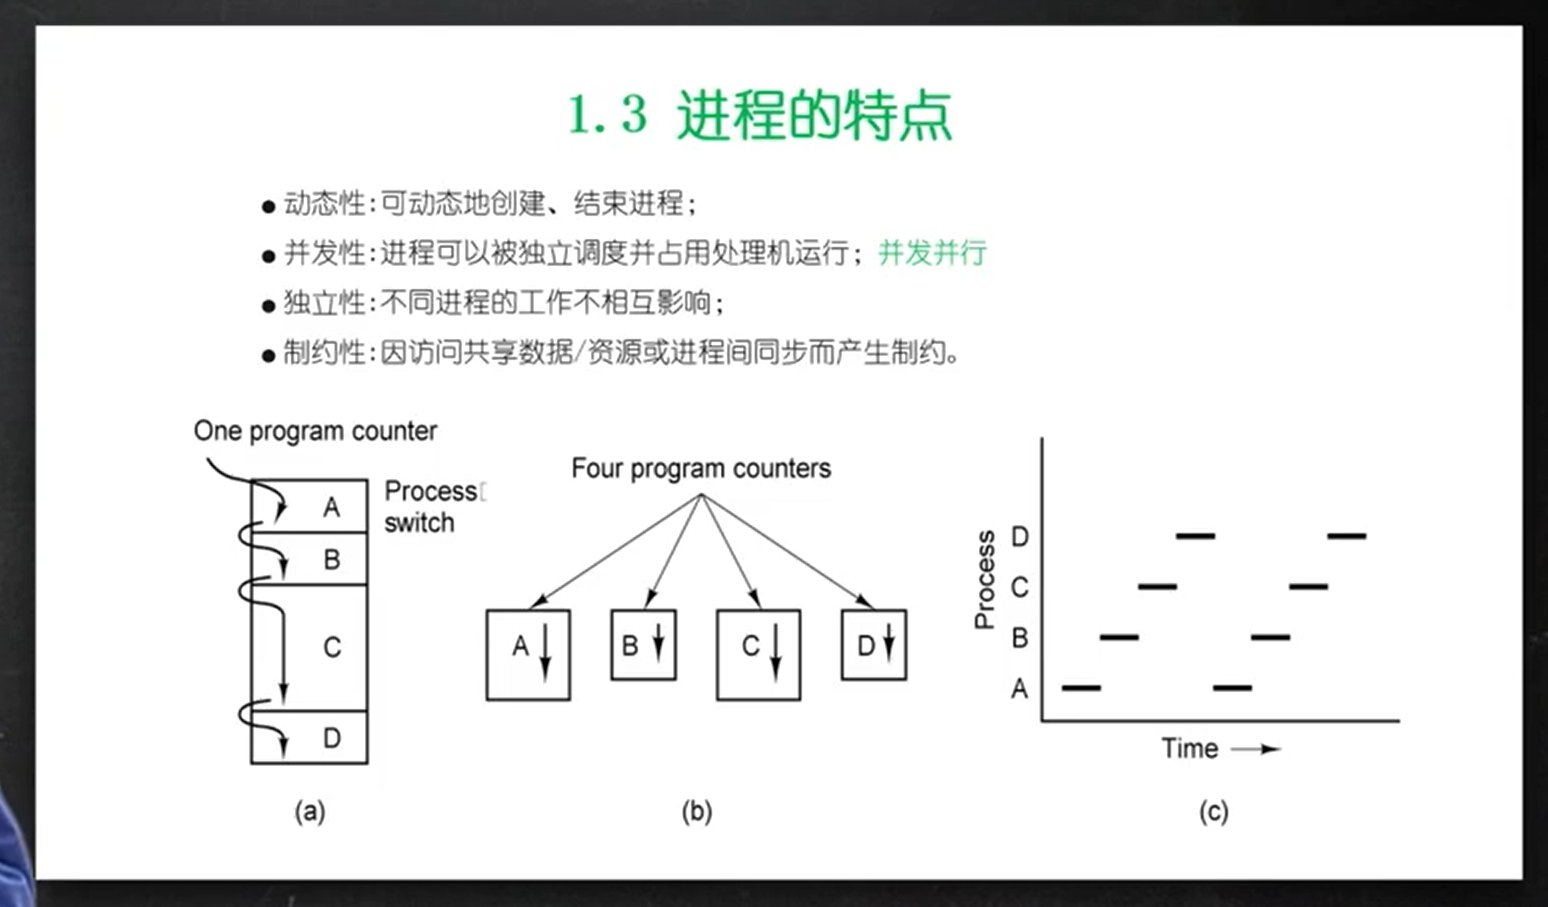 1.3 进程的特点
● 动态性:可动态地创建、结束进程;
● 并发性:进程可以被独立调度并占用处理机运行; 并发并行
● 独立性:不同进程的工作不相互影响;
● 制约性:因访问共享数据/资源或进程间同步而产生制约。
One program counter
Process
switch
A
B
C
D
(a)
Four program counters
A
B
C
D
(b)
Process
D
C
B
A
Time
(c)